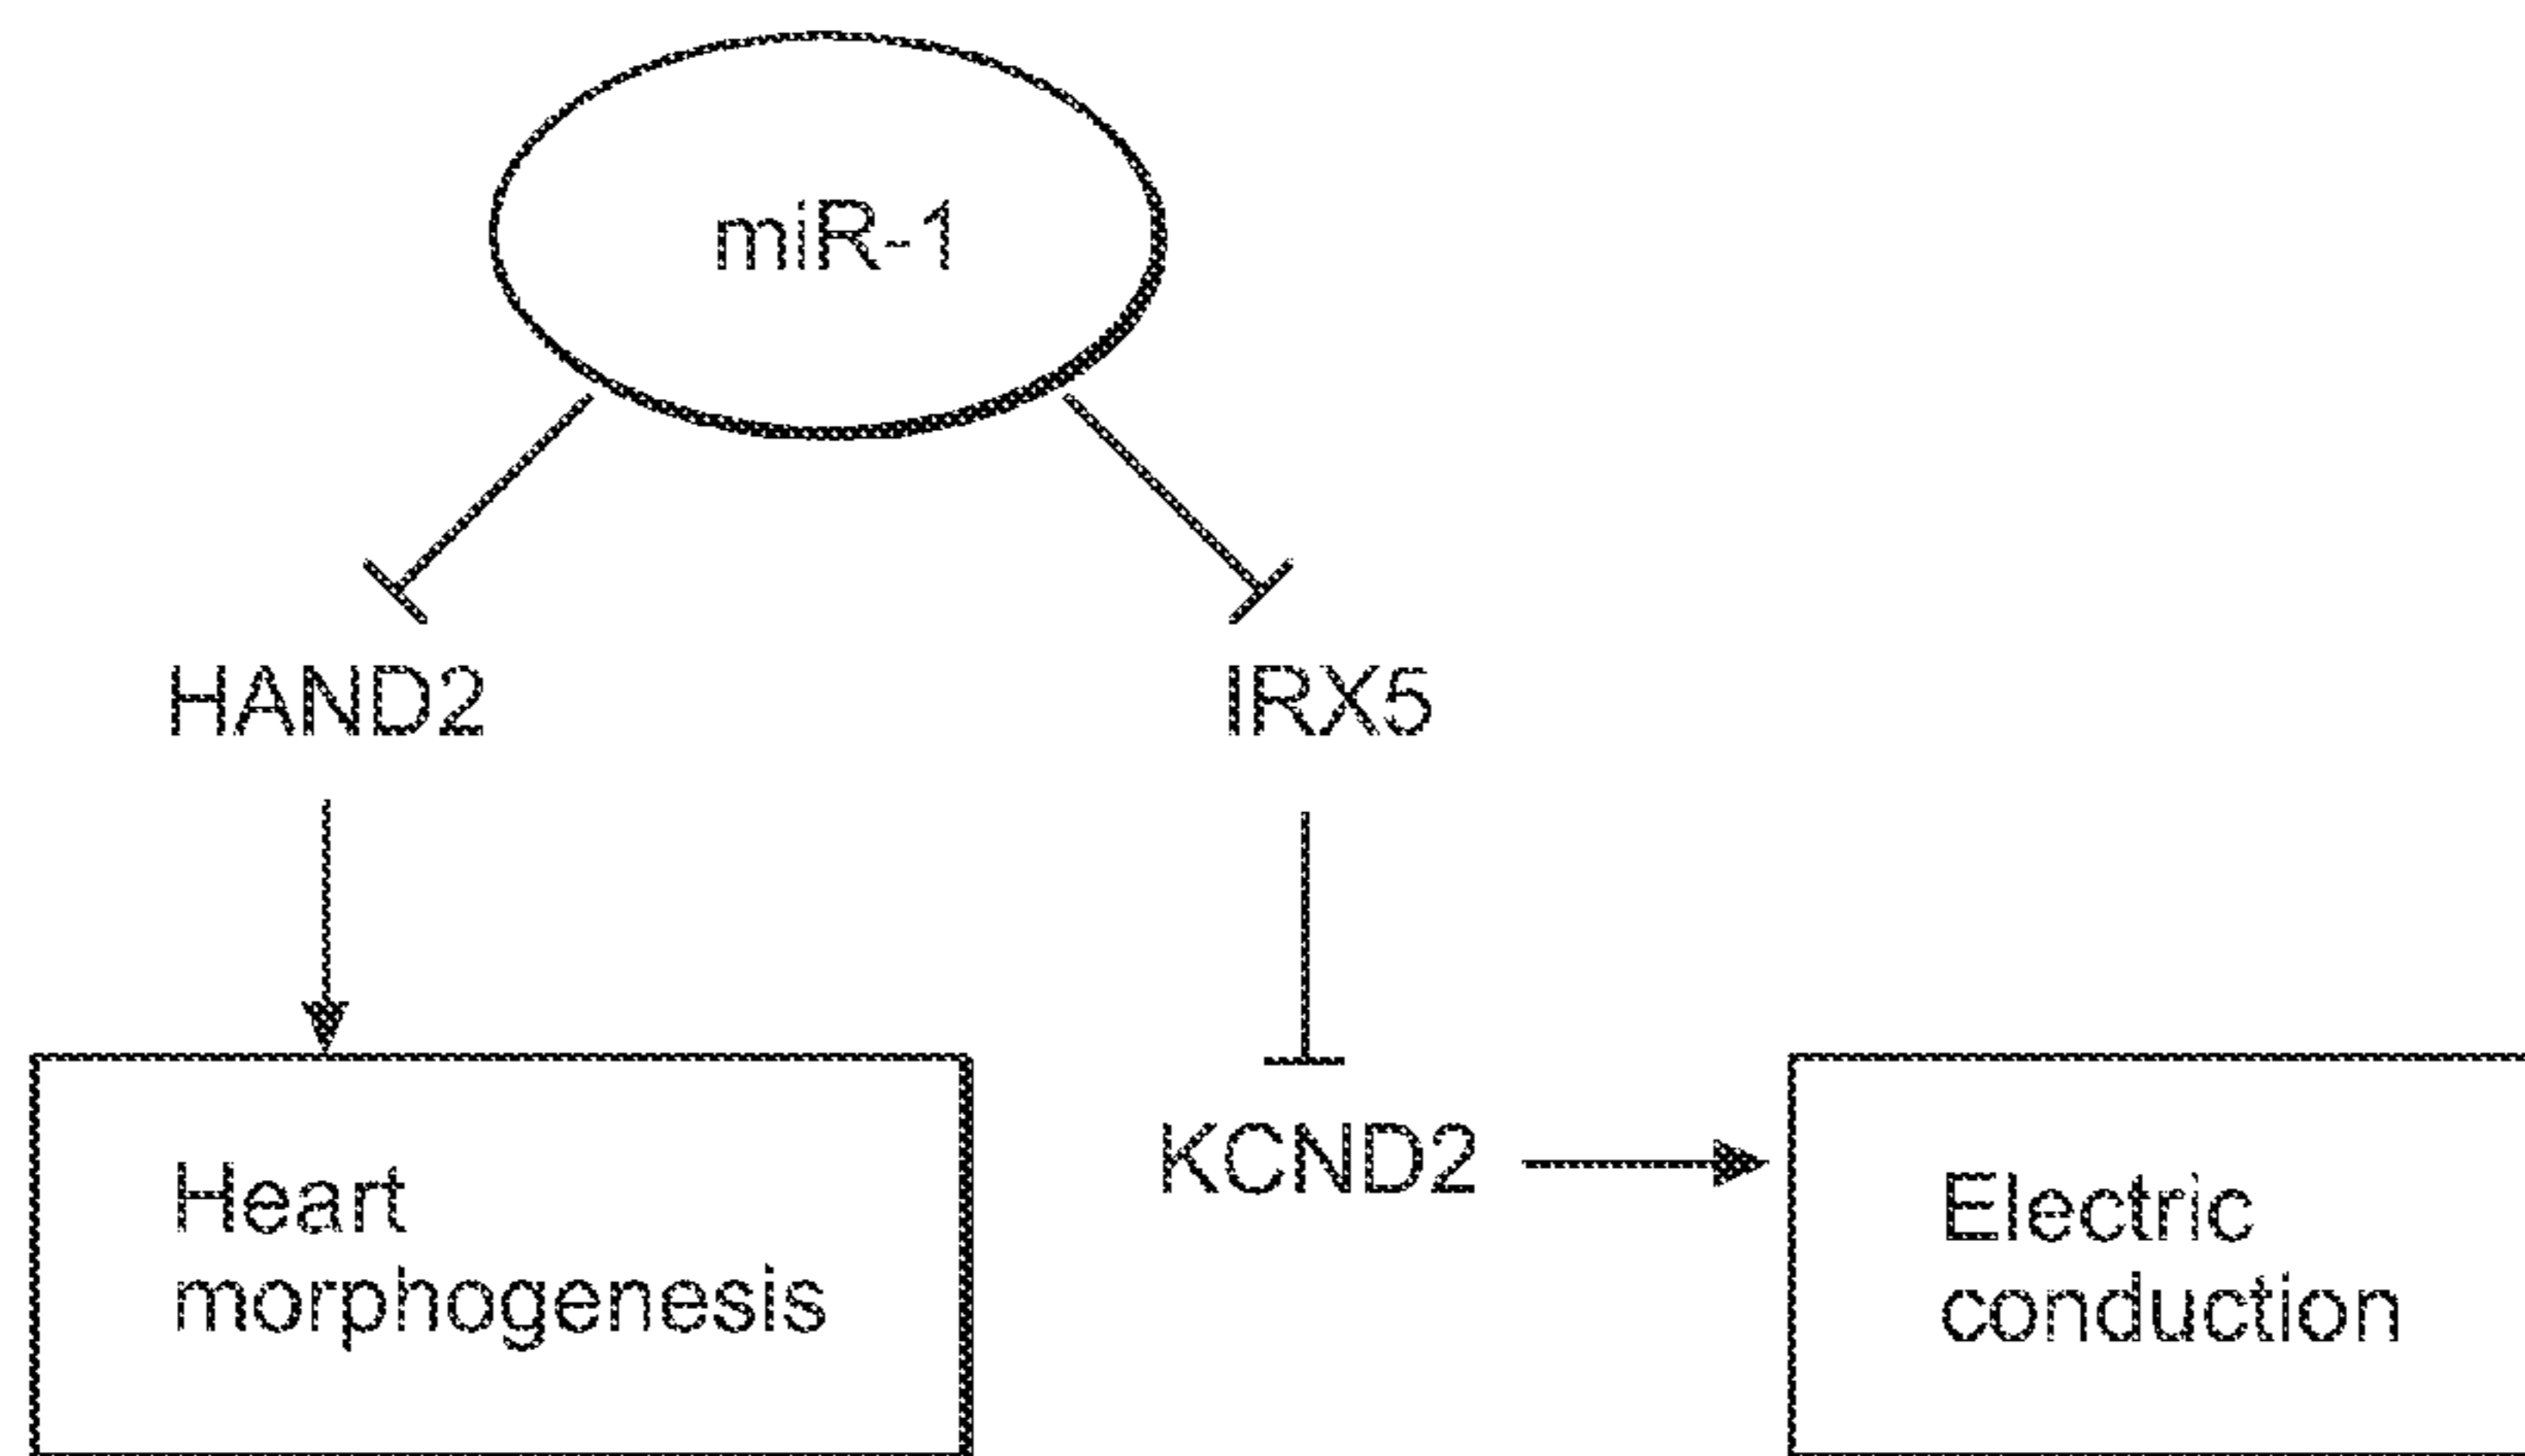 miR-1
HAND2
IRX5
Heart
morphogenesis
KCND2
Electric
conduction